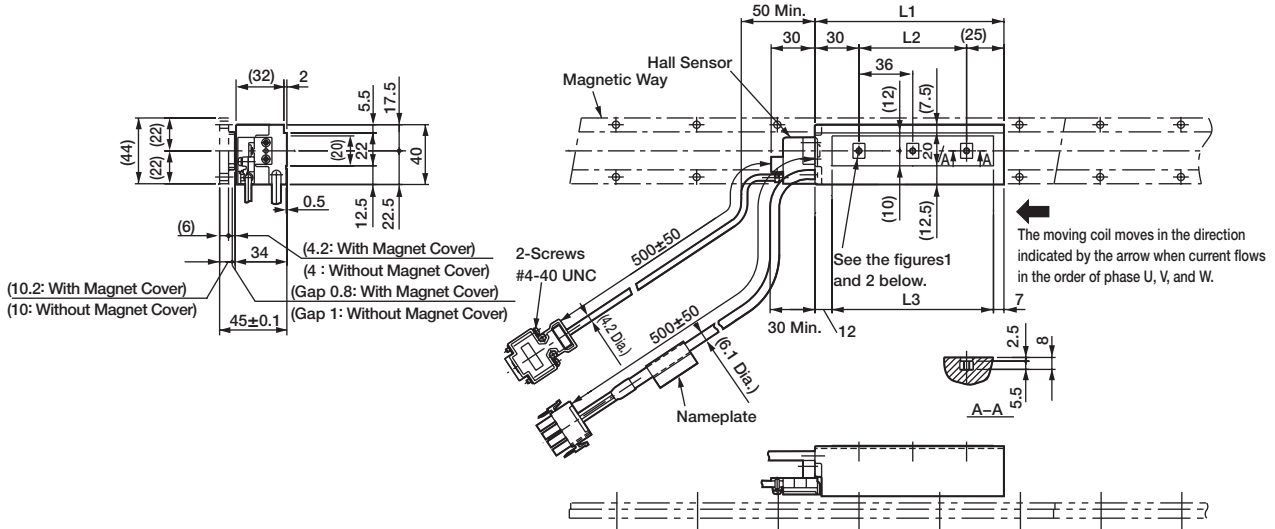 50 Min.
L1
30
30
L2
(25)
36
Hall Sensor
Magnetic Way
(32)
2
5.5
17.5
(12)
(7.5)
(44)
(22)
(22)
(20)
22
40
20
A
A
0.5
12.5
22.5
(10)
(12.5)
(6)
34
(4.2: With Magnet Cover)
(4 : Without Magnet Cover)
(10.2: With Magnet Cover)
(10: Without Magnet Cover)
(Gap 0.8: With Magnet Cover)
(Gap 1: Without Magnet Cover)
45±0.1
2-Screws
#4-40 UNC
500±50
(4.2 Dia.)
500±50
(6.1 Dia.)
Nameplate
See the figures1
and 2 below.
The moving coil moves in the direction
indicated by the arrow when current flows
in the order of phase U, V, and W.
L3
7
30 Min.
12
2.5
8
5.5
A–A